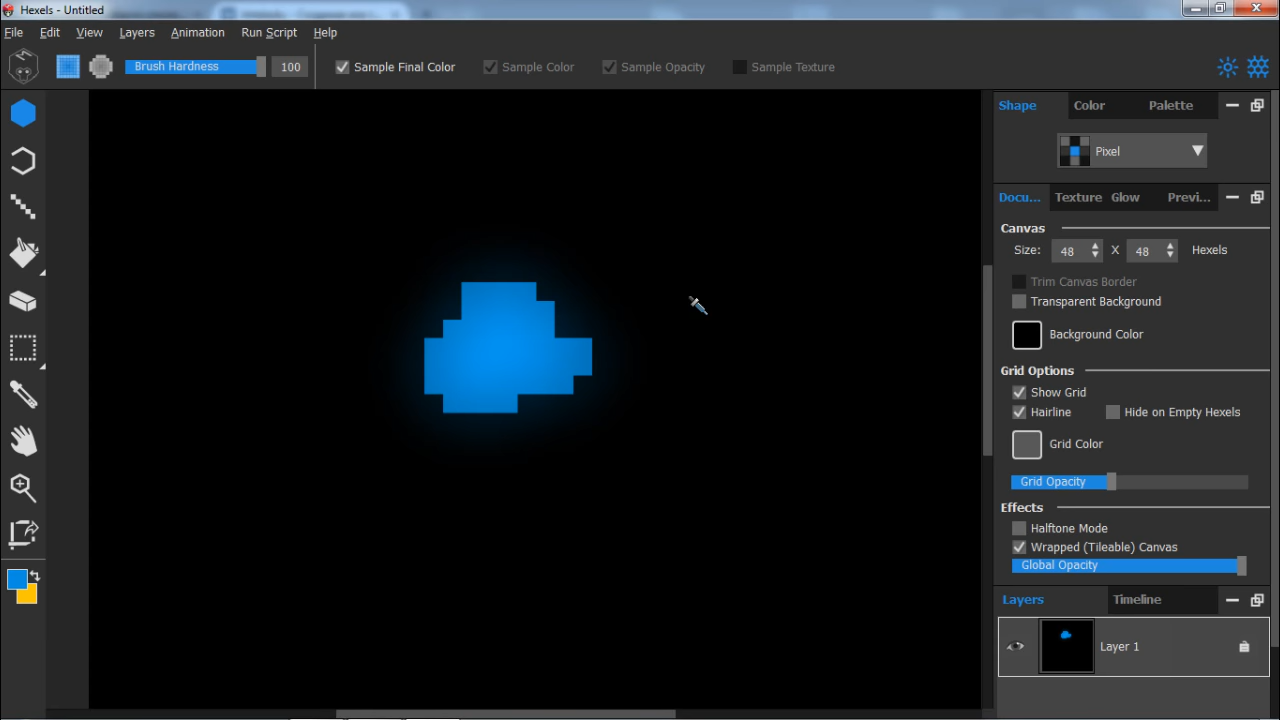 Hexels - Untitled
File Edit View Layers Animation Run Script Help
Brush Hardness 100 Sample Final Color Sample Color Sample Opacity Sample Texture
Shape Color Palette
Pixel
Docu... Texture Glow Previ...
Canvas
Size: 48 X 48 Hexels
Trim Canvas Border
Transparent Background
Background Color
Grid Options
Show Grid
Hairline Hide on Empty Hexels
Grid Color
Grid Opacity
Effects
Halftone Mode
Wrapped (Tileable) Canvas
Global Opacity
Layers Timeline
Layer 1